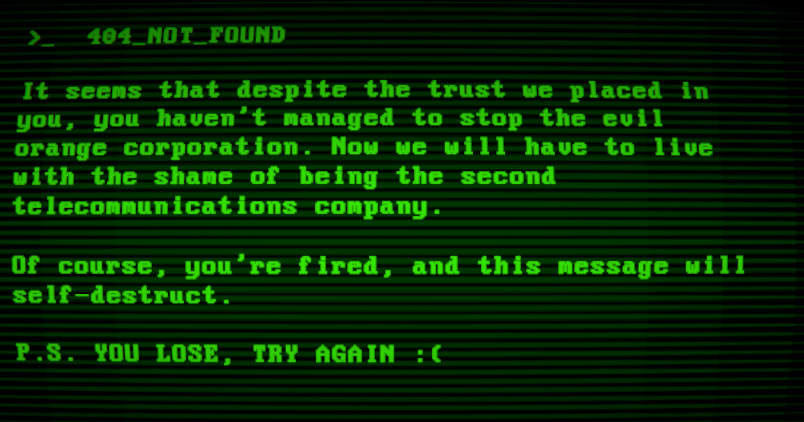 >_ 404_NOT_FOUND
It seems that despite the trust we placed in
you, you haven't managed to stop the evil
orange corporation. Now we will have to live
with the shame of being the second
telecommunications company.
Of course, you're fired, and this message will
self-destruct.
P.S. YOU LOSE, TRY AGAIN :(